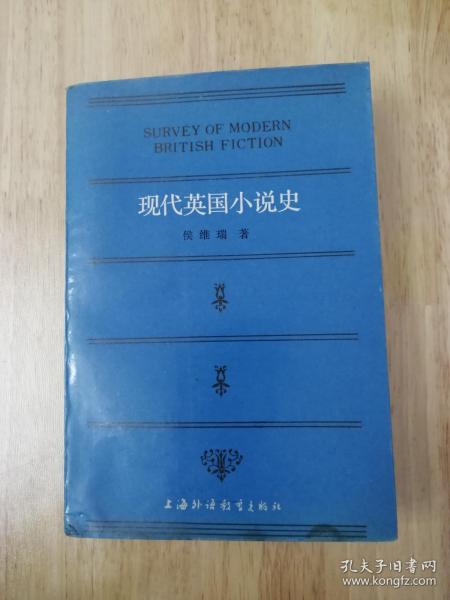 SURVEY OF MODERN
BRITISH FICTION
现代英国小说史
侯维瑞 著
上海外语教育出版社
孔夫子旧书网
www.kongfz.com